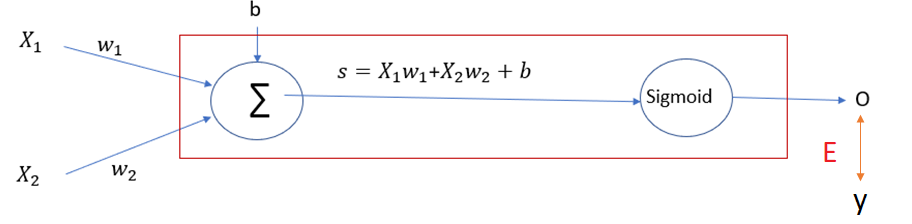 b
X₁
w₁
s = X₁w₁+X₂w₂ + b
∑
Sigmoid
O
E
X₂
w₂
y